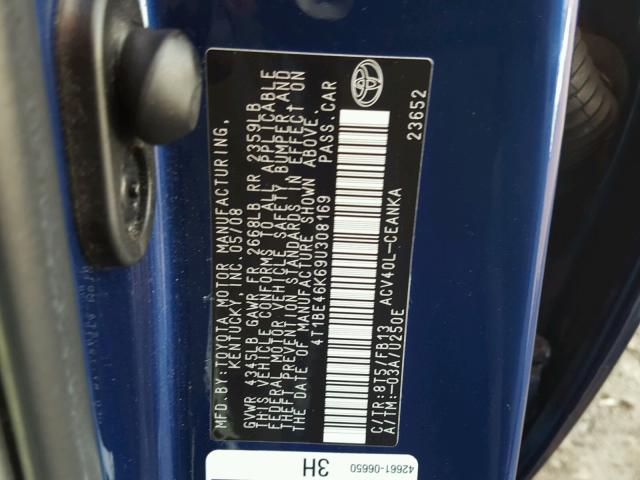 MFD. BY: TOYOTA MOTOR MANUFACTURING,
KENTUCKY, INC. 05/08
GVWR 4345LB GAWR FR 2668LB RR 2359LB
THIS VEHICLE CONFORMS TO ALL APPLICABLE
FEDERAL MOTOR VEHICLE SAFETY, BUMPER, AND
THEFT PREVENTION STANDARDS IN EFFECT ON
THE DATE OF MANUFACTURE SHOWN ABOVE.
4T1BE46K69U308169 PASS. CAR
C/TR: 8T5/FB13 ACV40L-CEANKA
A/TM: -03A/U250E 23652
42661-06650
3H